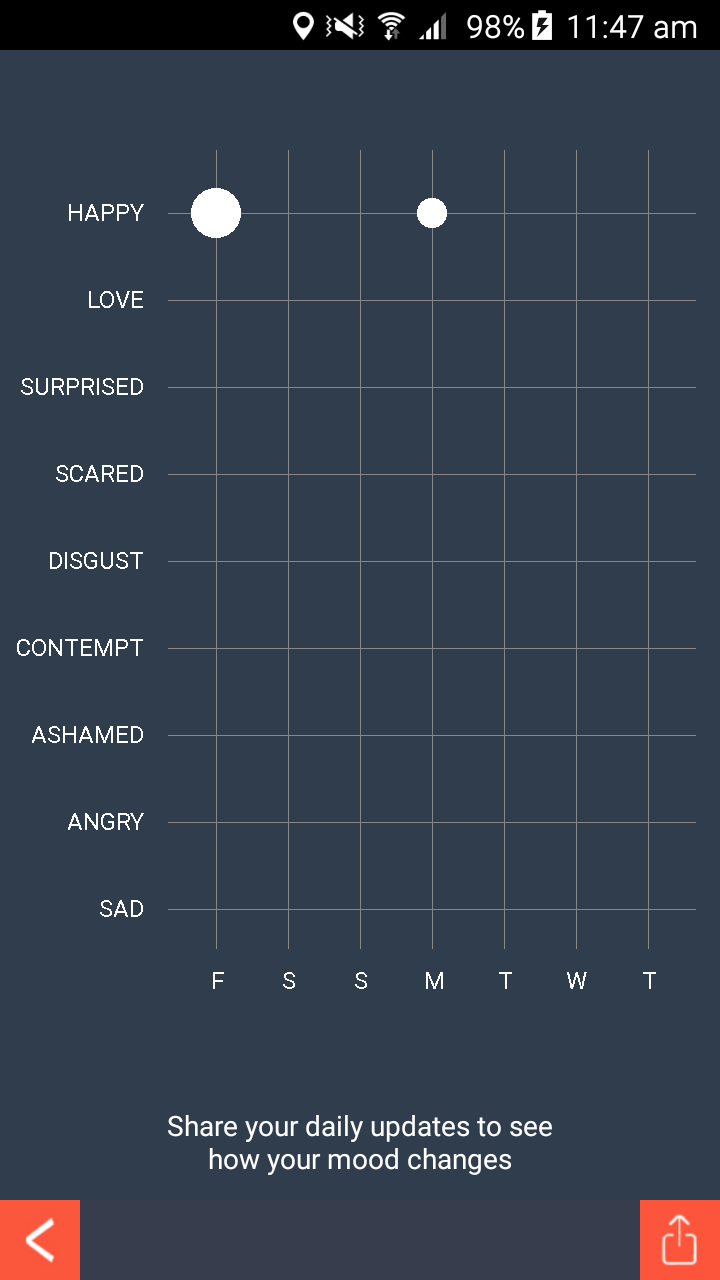 98% 11:47 am
HAPPY
LOVE
SURPRISED
SCARED
DISGUST
CONTEMPT
ASHAMED
ANGRY
SAD
F S S M T W T
Share your daily updates to see
how your mood changes